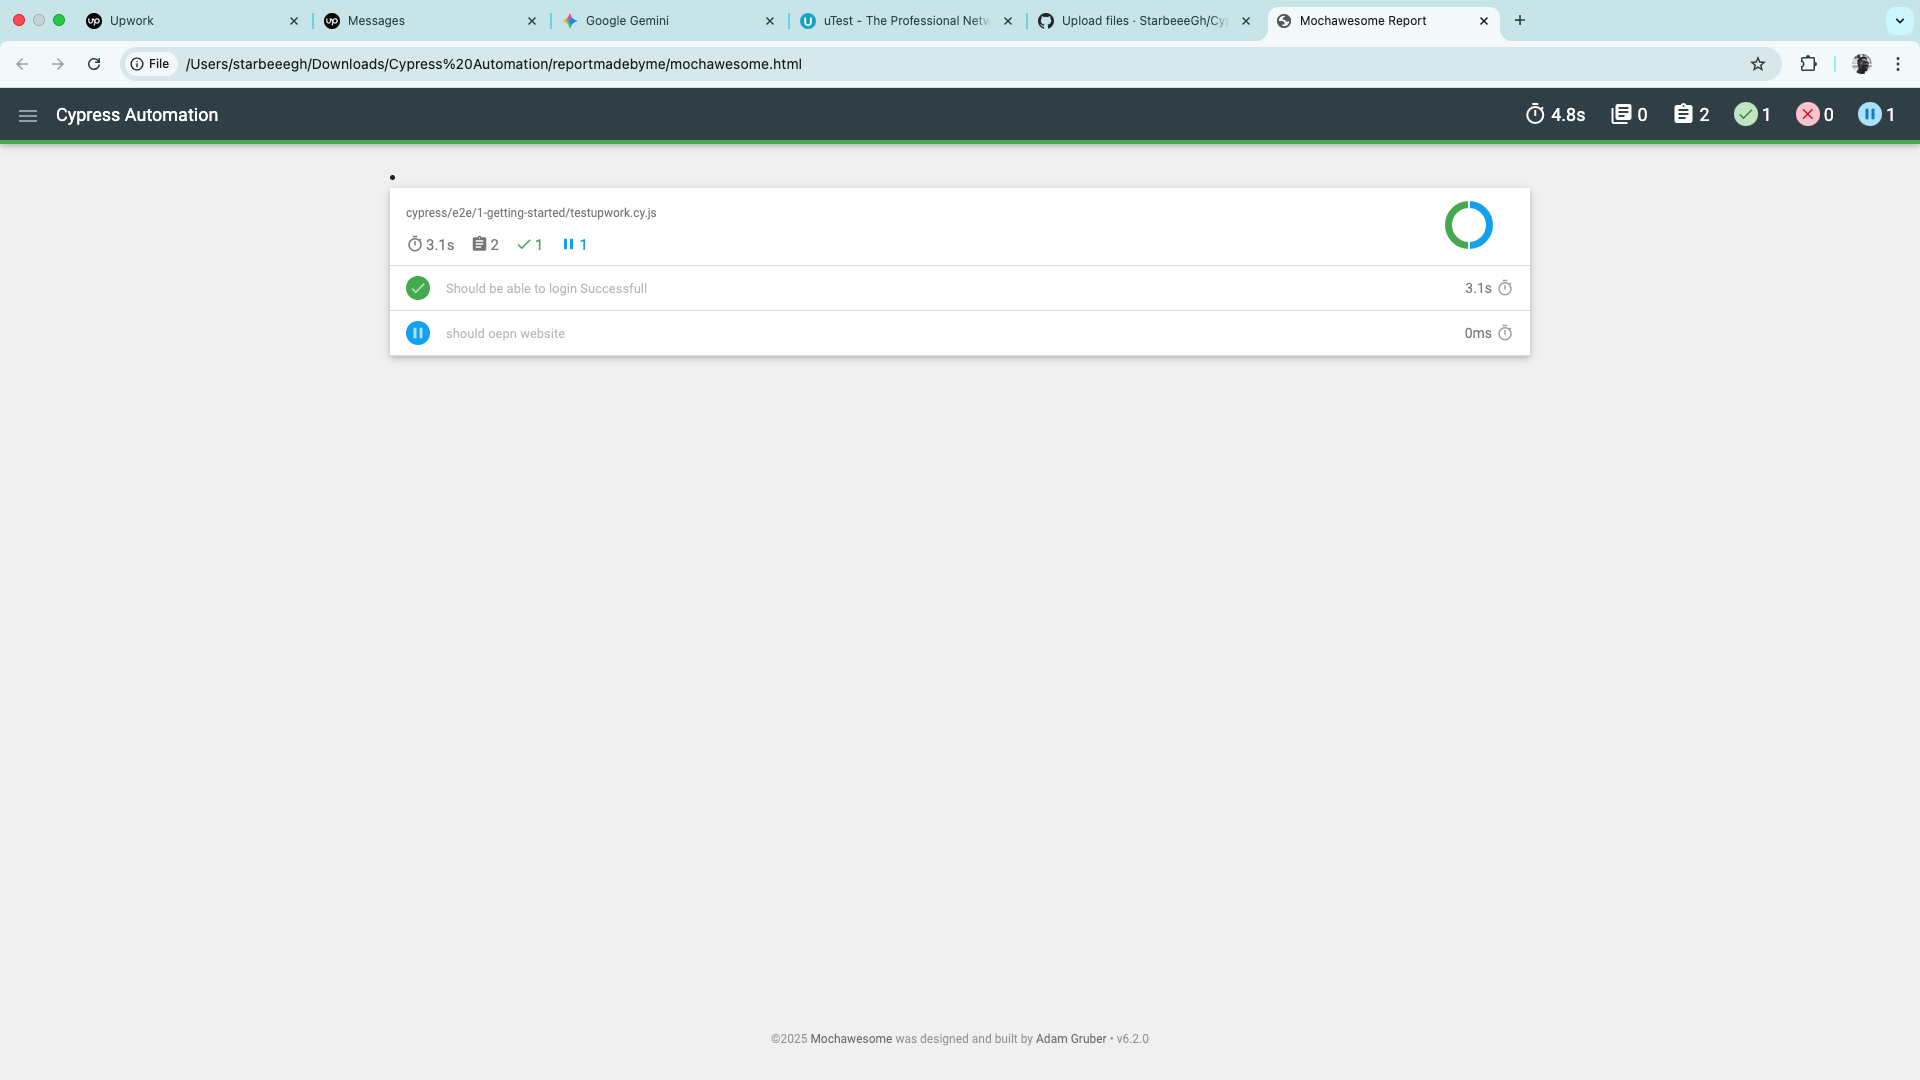 Upwork
Messages
Google Gemini
uTest - The Professional Netw
Upload files · StarbeeeGh/Cyp
Mochawesome Report
File
/Users/starbeeegh/Downloads/Cypress%20Automation/reportmadebyme/mochawesome.html
Cypress Automation
4.8s
0
2
1
0
1
cypress/e2e/1-getting-started/testupwork.cy.js
3.1s
2
1
1
Should be able to login Successfull
3.1s
should oepn website
0ms
©2025 Mochawesome was designed and built by Adam Gruber • v6.2.0